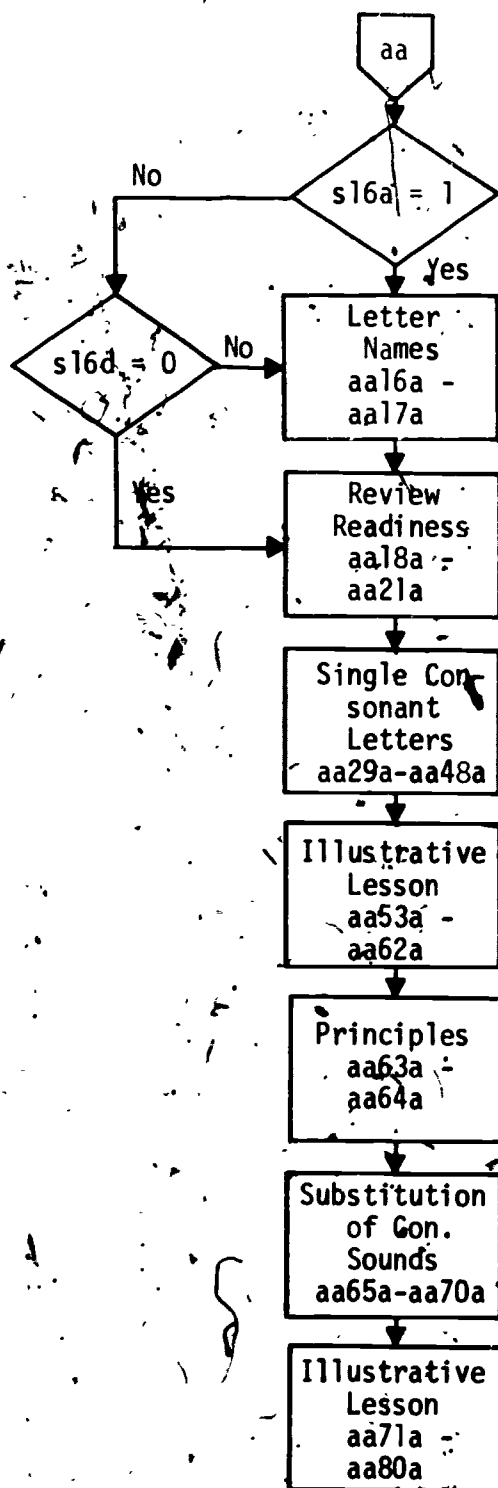 aa
s16a = 1
No
Yes
s16d = 0
No
Yes
Letter
Names
aa16a -
aa17a
Review
Readiness
aa18a -
aa21a
Single Con-
sonant
Letters
aa29a-aa48a
Illustrative
Lesson
aa53a -
aa62a
Principles
aa63a -
aa64a
Substitution
of Con.
Sounds
aa65a-aa70a
Illustrative
Lesson
aa71a -
aa80a